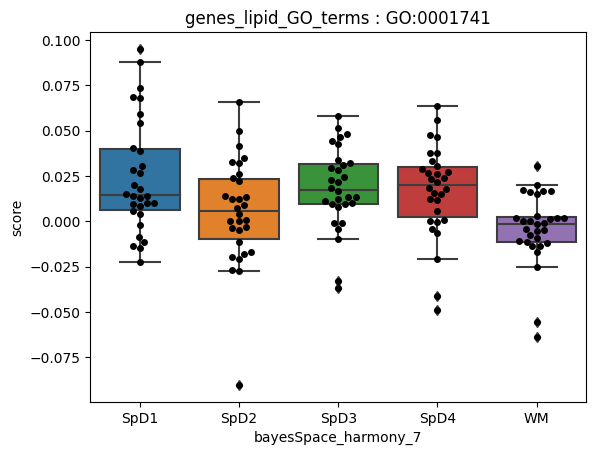 genes_lipid_GO_terms : GO:0001741
0.100
0.075
0.050
0.025
0.000
−0.025
−0.050
−0.075
score
SpD1 SpD2 SpD3 SpD4 WM
bayesSpace_harmony_7